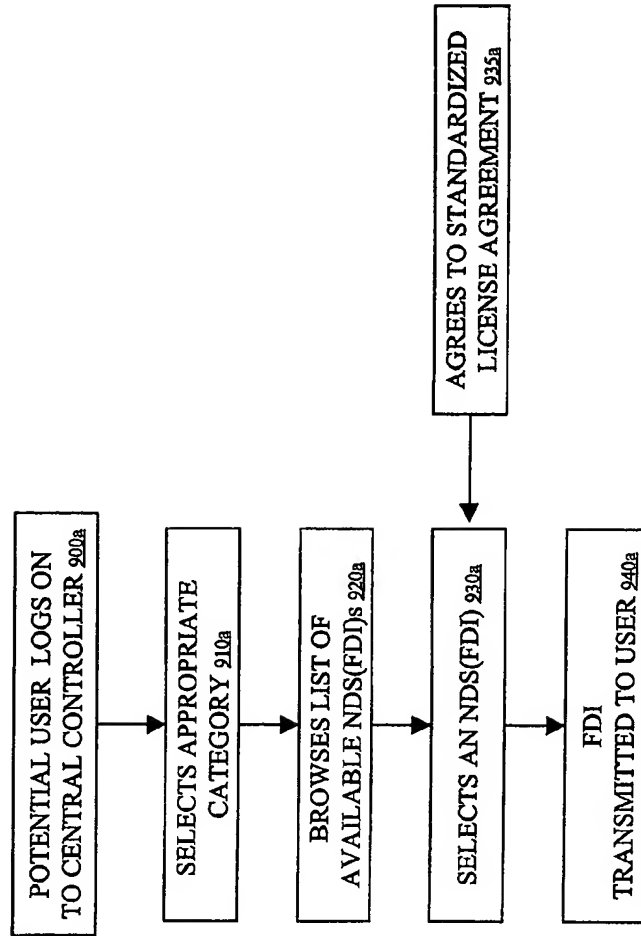 POTENTIAL USER LOGS ON
TO CENTRAL CONTROLLER 900a
SELECTS APPROPRIATE
CATEGORY 910a
BROWSES LIST OF
AVAILABLE NDS(FDI)s 920a
SELECTS AN NDS(FDI) 930a
AGREES TO STANDARDIZED
LICENSE AGREEMENT 935a
FDI
TRANSMITTED TO USER 940a